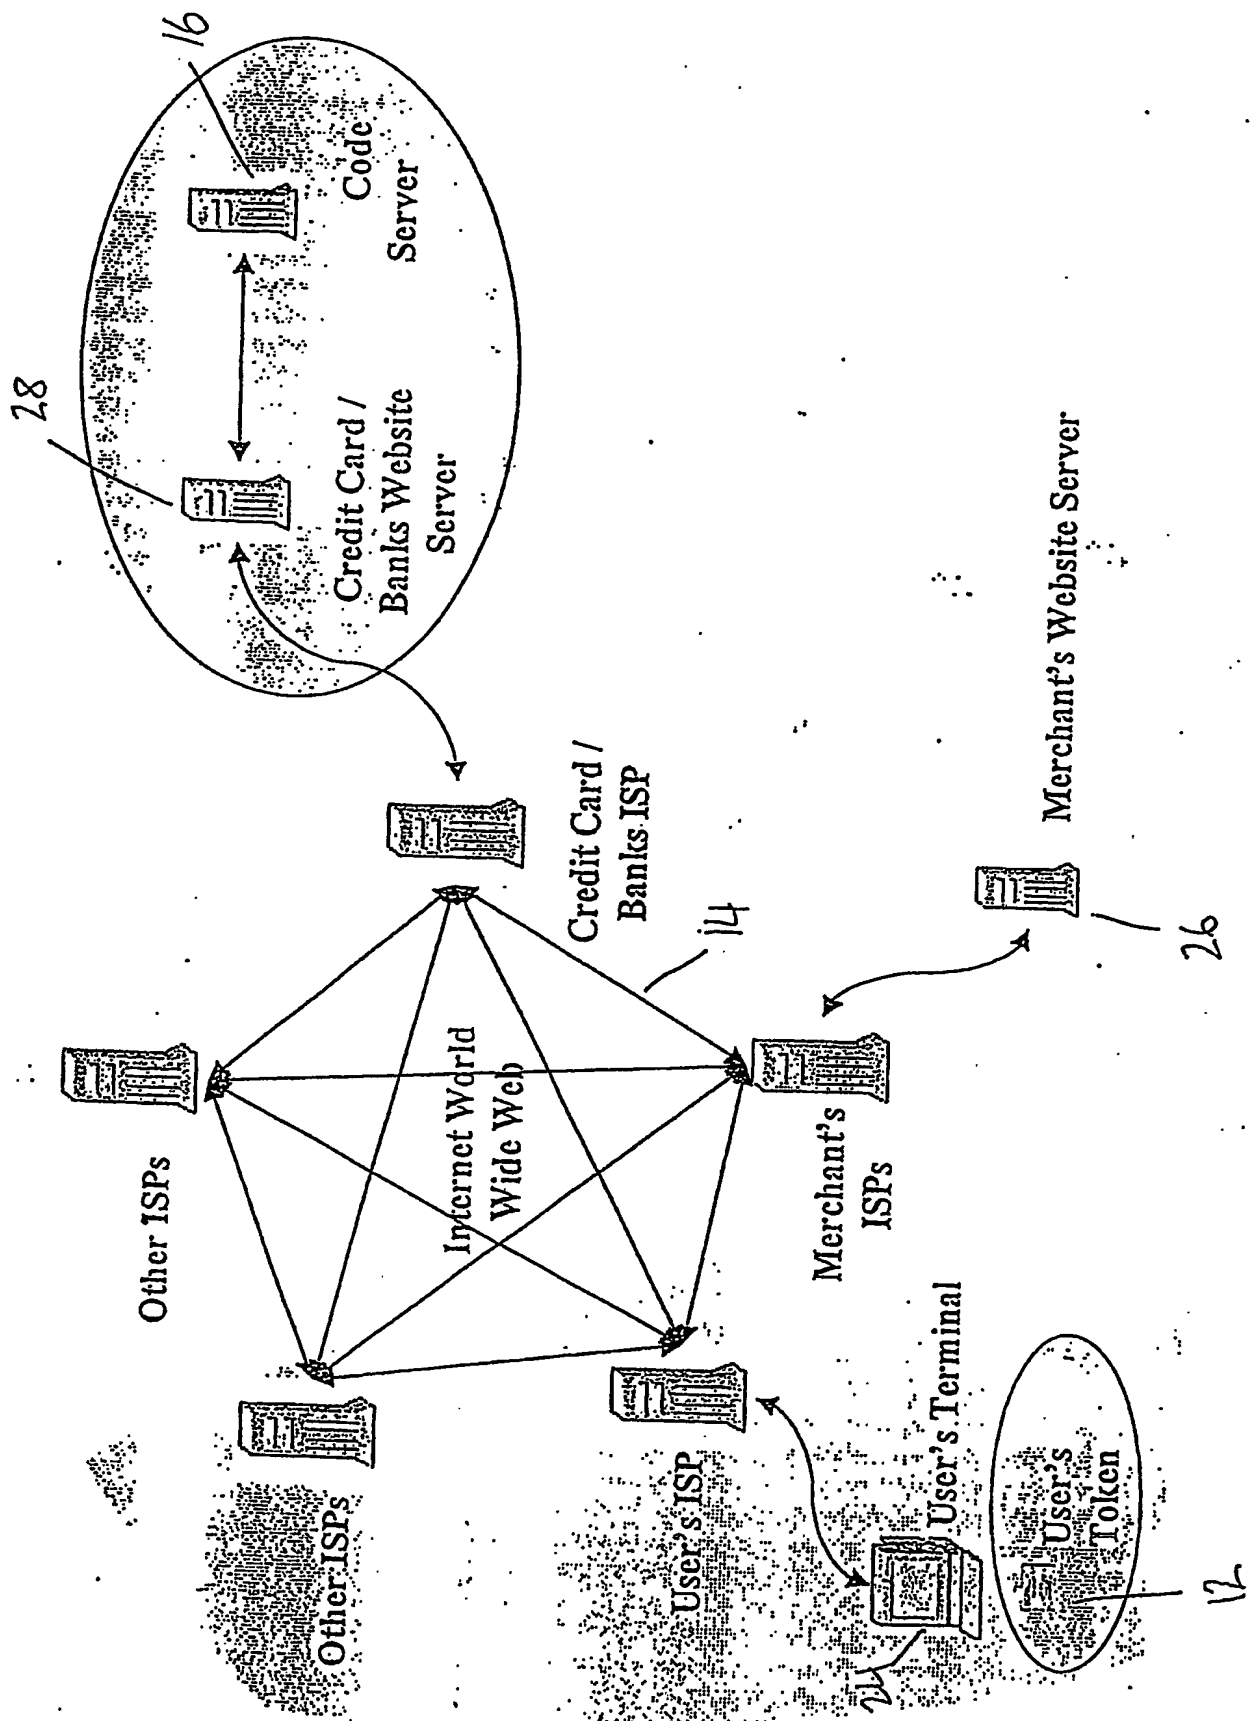 28
16
Other ISPs
Other ISPs
Credit Card /
Banks Website
Server
Code
Server
Internet World
Wide Web
Credit Card /
Banks ISP
14
User's ISP
Merchant's
ISPs
User's Terminal
Merchant's Website Server
26
User's
Token
12